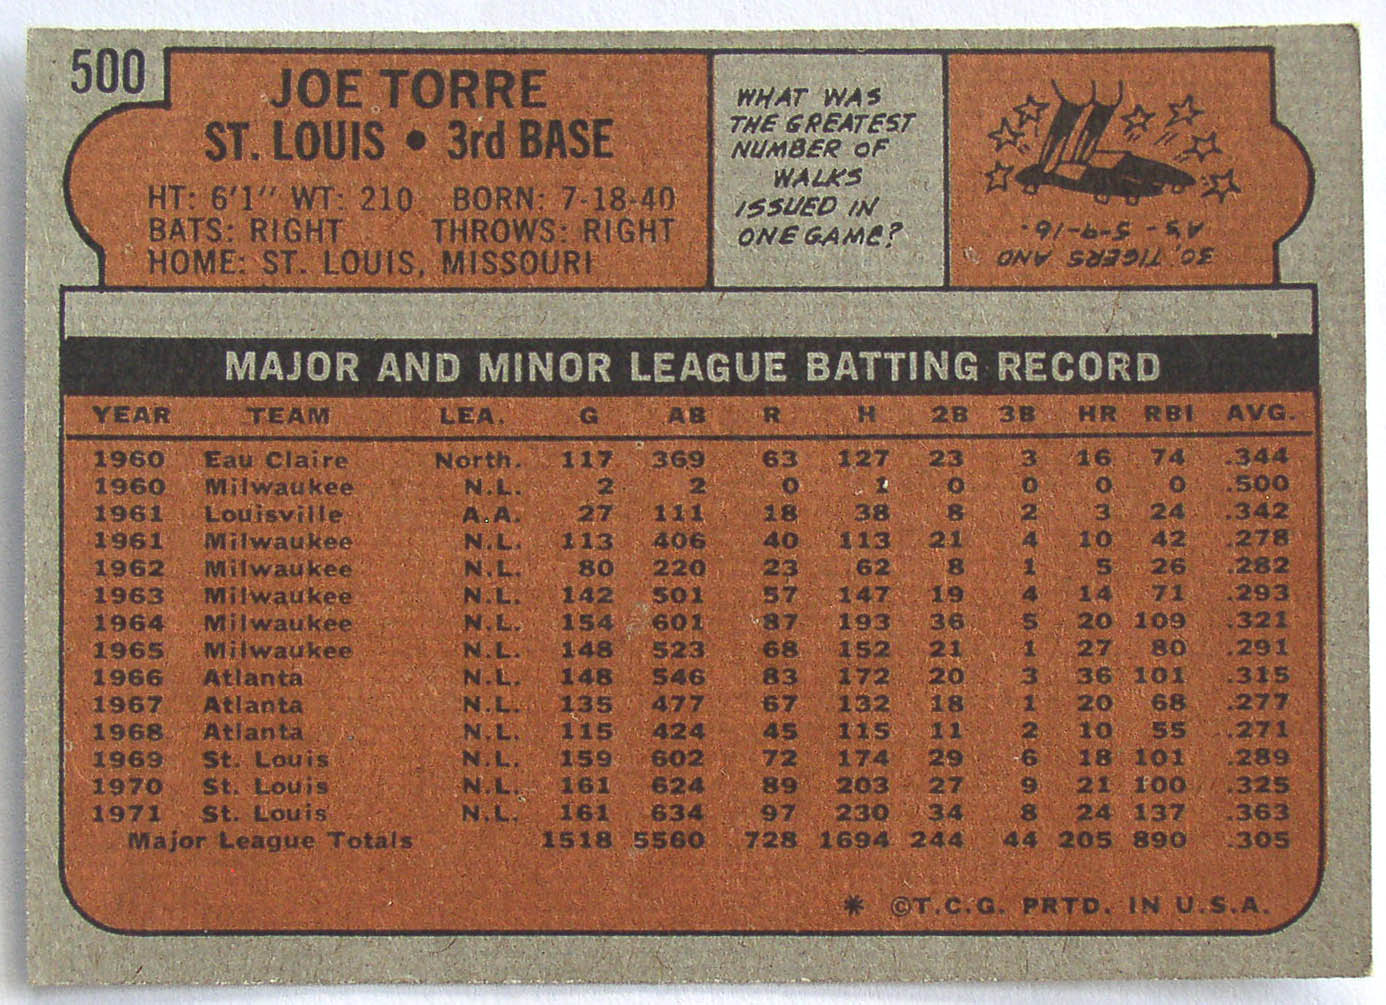 500
JOE TORRE
ST. LOUIS • 3rd BASE
HT: 6'1" WT: 210 BORN: 7-18-40
BATS: RIGHT THROWS: RIGHT
HOME: ST. LOUIS, MISSOURI
WHAT WAS
THE GREATEST
NUMBER OF
WALKS
ISSUED IN
ONE GAME?
30, TIGERS AND
A's - 5-9-16.
MAJOR AND MINOR LEAGUE BATTING RECORD
YEAR TEAM LEA. G AB R H 2B 3B HR RBI AVG.
1960 Eau Claire North. 117 369 63 127 23 3 16 74 .344
1960 Milwaukee N.L. 2 2 0 1 0 0 0 0 .500
1961 Louisville A.A. 27 111 18 38 8 2 3 24 .342
1961 Milwaukee N.L. 113 406 40 113 21 4 10 42 .278
1962 Milwaukee N.L. 80 220 23 62 8 1 5 26 .282
1963 Milwaukee N.L. 142 501 57 147 19 4 14 71 .293
1964 Milwaukee N.L. 154 601 87 193 36 5 20 109 .321
1965 Milwaukee N.L. 148 523 68 152 21 1 27 80 .291
1966 Atlanta N.L. 148 546 83 172 20 3 36 101 .315
1967 Atlanta N.L. 135 477 67 132 18 1 20 68 .277
1968 Atlanta N.L. 115 424 45 115 11 2 10 55 .271
1969 St. Louis N.L. 159 602 72 174 29 6 18 101 .289
1970 St. Louis N.L. 161 624 89 203 27 9 21 100 .325
1971 St. Louis N.L. 161 634 97 230 34 8 24 137 .363
Major League Totals 1518 5560 728 1694 244 44 205 890 .305
* ©T.C.G. PRTD. IN U.S.A.